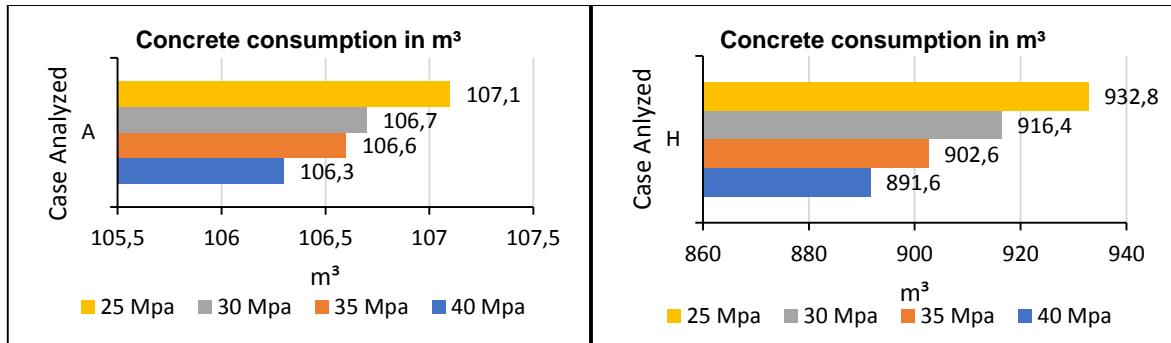 Concrete consumption in m³
Case Analyzed
A
107,1
106,7
106,6
106,3
105,5 106 106,5 107 107,5
m³
25 Mpa 30 Mpa 35 Mpa 40 Mpa
Concrete consumption in m³
Case Anlyzed
H
932,8
916,4
902,6
891,6
860 880 900 920 940
m³
25 Mpa 30 Mpa 35 Mpa 40 Mpa